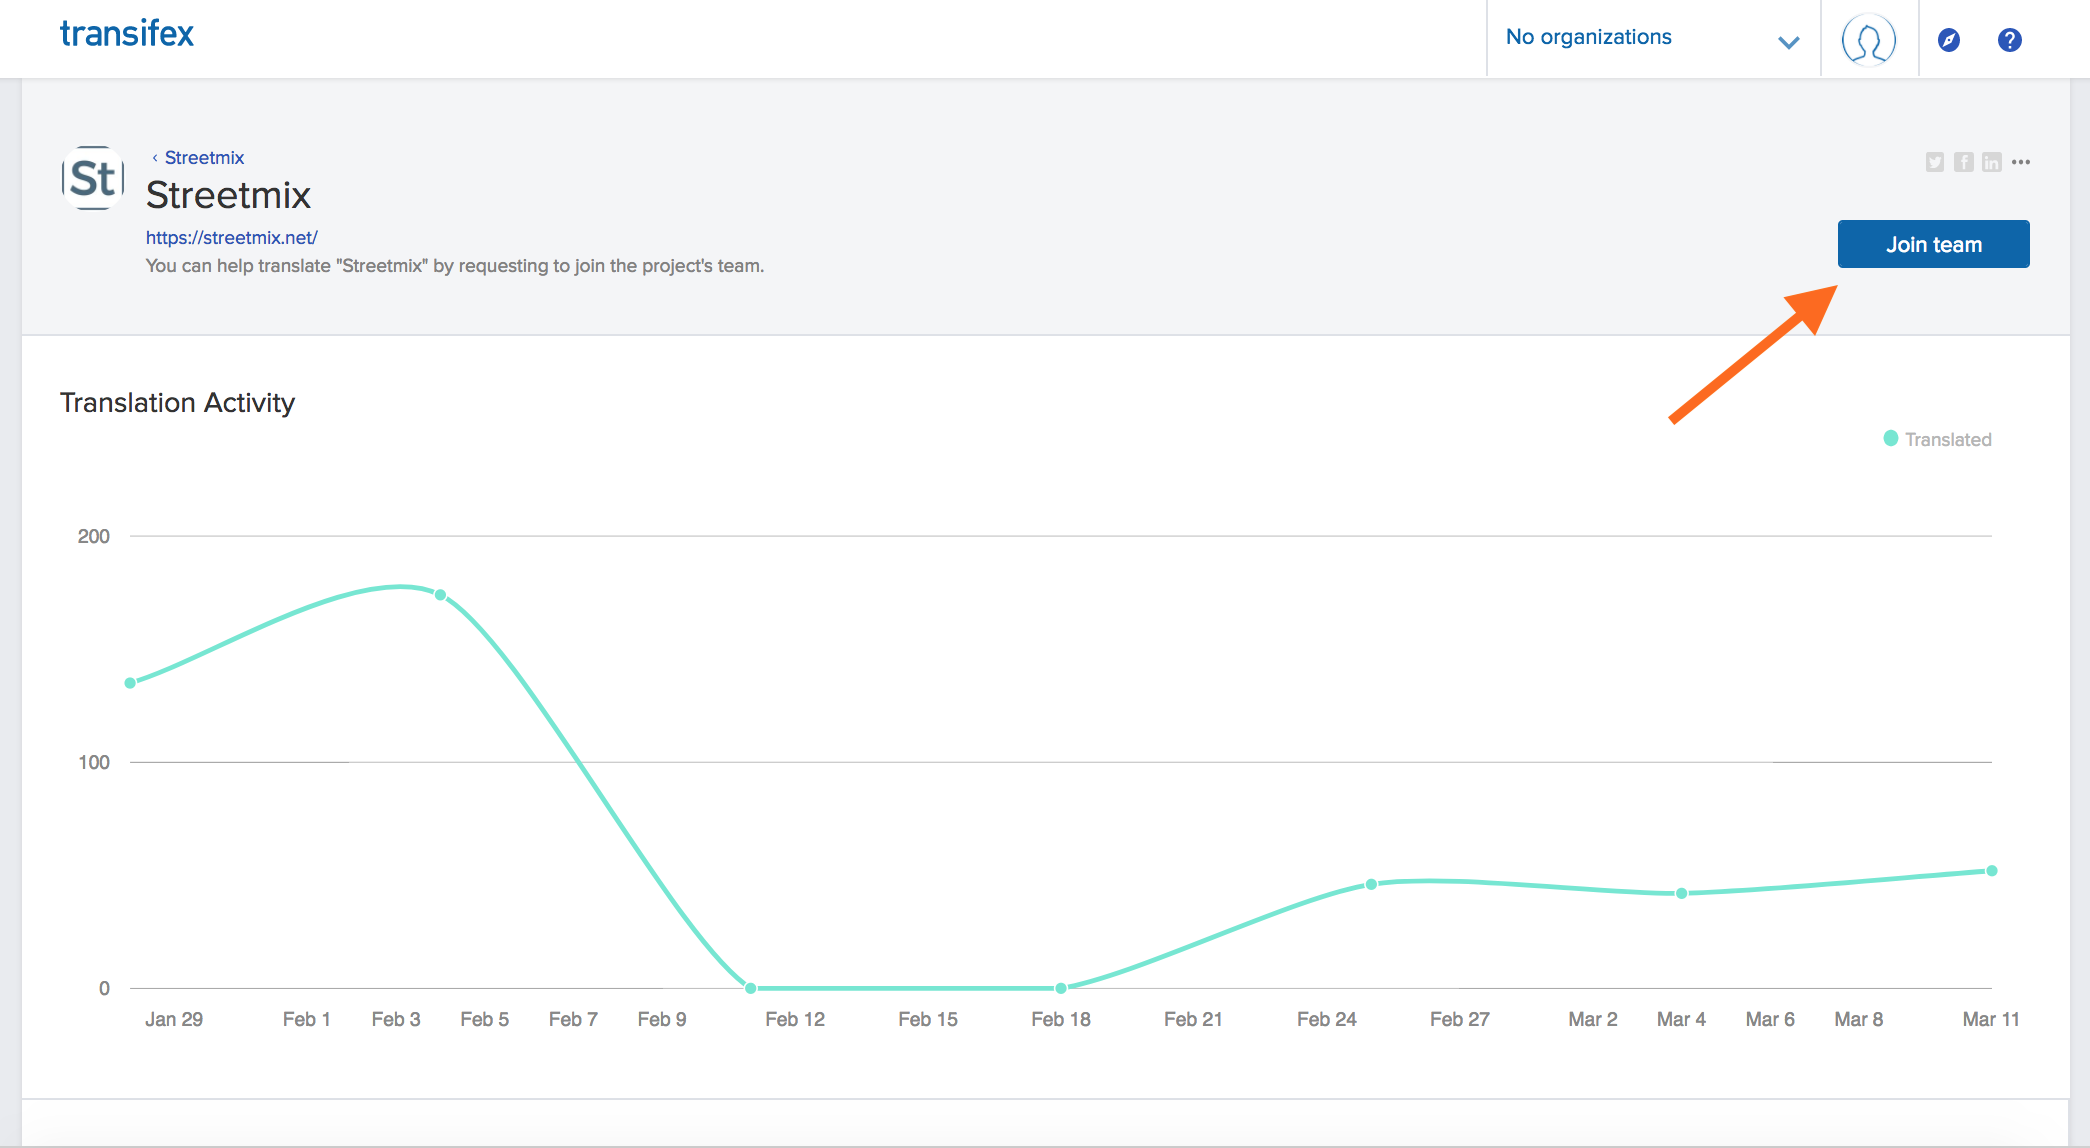 transifex
No organizations
?
St
‹ Streetmix
Streetmix
https://streetmix.net/
You can help translate "Streetmix" by requesting to join the project's team.
Join team
Translation Activity
Translated
200
100
0
Jan 29 Feb 1 Feb 3 Feb 5 Feb 7 Feb 9 Feb 12 Feb 15 Feb 18 Feb 21 Feb 24 Feb 27 Mar 2 Mar 4 Mar 6 Mar 8 Mar 11